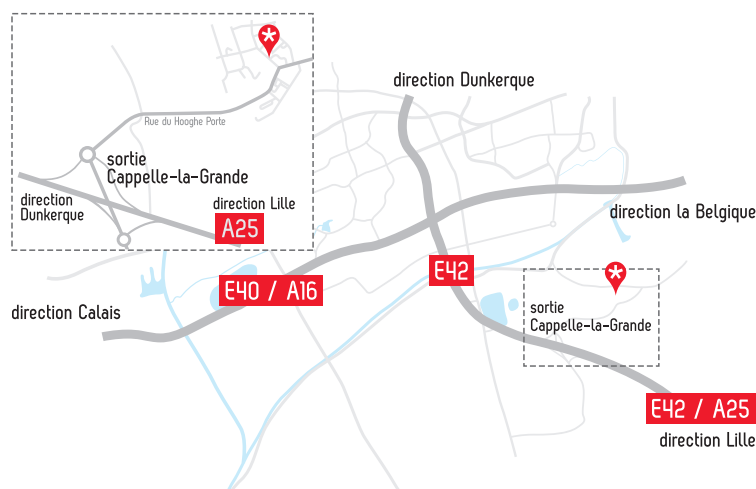 direction Dunkerque
Rue du Hooghe Porte
sortie
Cappelle-la-Grande
direction
Dunkerque
direction Lille
A25
direction la Belgique
E42
E40 / A16
direction Calais
sortie
Cappelle-la-Grande
E42 / A25
direction Lille